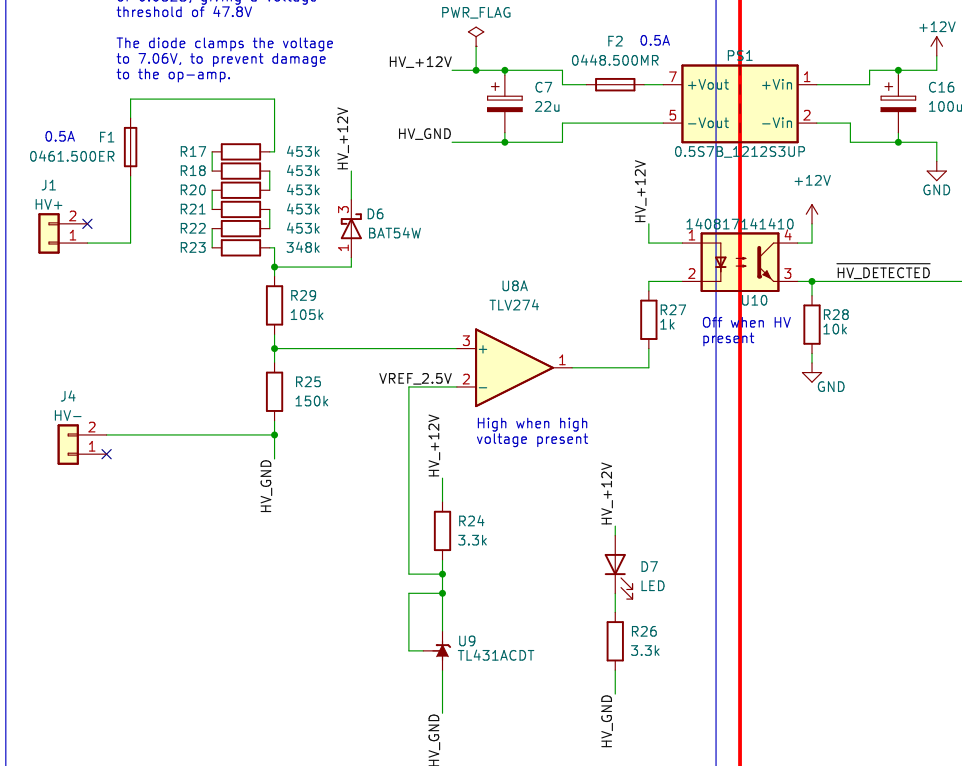 threshold of 47.8V
The diode clamps the voltage
to 7.06V, to prevent damage
to the op-amp.
0.5A
F1
0461.500ER
J1
HV+
2
1
R17 453k
R18 453k
R20 453k
R21 453k
R22 453k
R23 348k
HV_+12V
3
D6
BAT54W
1
R29
105k
R25
150k
J4
HV-
2
1
HV_GND
PWR_FLAG
HV_+12V
C7
22u
HV_GND
F2 0.5A
0448.500MR
PS1
7 +Vout +Vin 1
5 -Vout -Vin 2
0.5S7B_1212S3UP
+12V
C16
100u
GND
U8A
TLV274
3
+
1
VREF_2.5V 2
-
High when high
voltage present
HV_+12V
R24
3.3k
U9
TL431ACDT
HV_GND
HV_+12V
D7
LED
R26
3.3k
HV_GND
HV_+12V
+12V
140817141410
1 4
2 3
U10
HV_DETECTED
R27
1k
Off when HV
present
R28
10k
GND